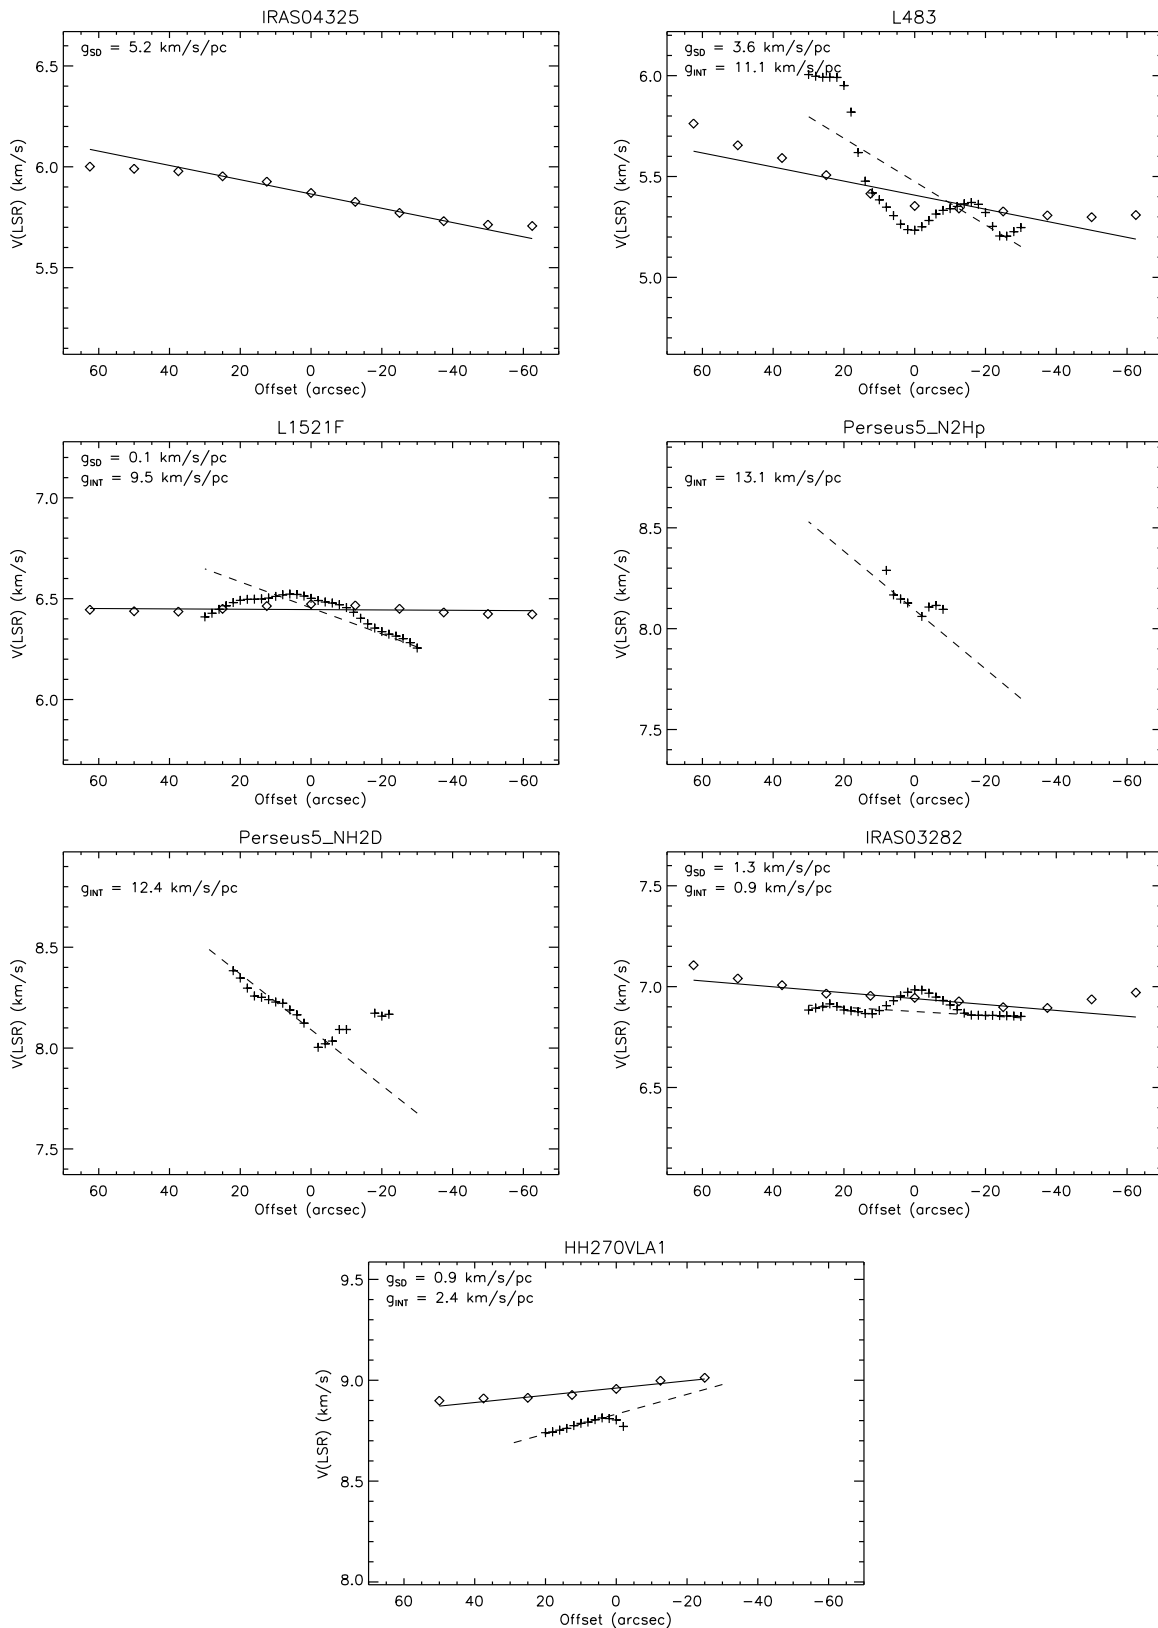 IRAS04325
g_SD = 5.2 km/s/pc
6.5
6.0
5.5
V(LSR) (km/s)
60 40 20 0 −20 −40 −60
Offset (arcsec)
L483
g_SD = 3.6 km/s/pc
g_INT = 11.1 km/s/pc
6.0
5.5
5.0
V(LSR) (km/s)
60 40 20 0 −20 −40 −60
Offset (arcsec)
L1521F
g_SD = 0.1 km/s/pc
g_INT = 9.5 km/s/pc
7.0
6.5
6.0
V(LSR) (km/s)
60 40 20 0 −20 −40 −60
Offset (arcsec)
Perseus5_N2Hp
g_INT = 13.1 km/s/pc
8.5
8.0
7.5
V(LSR) (km/s)
60 40 20 0 −20 −40 −60
Offset (arcsec)
Perseus5_NH2D
g_INT = 12.4 km/s/pc
8.5
8.0
7.5
V(LSR) (km/s)
60 40 20 0 −20 −40 −60
Offset (arcsec)
IRAS03282
g_SD = 1.3 km/s/pc
g_INT = 0.9 km/s/pc
7.5
7.0
6.5
V(LSR) (km/s)
60 40 20 0 −20 −40 −60
Offset (arcsec)
HH270VLA1
g_SD = 0.9 km/s/pc
g_INT = 2.4 km/s/pc
9.5
9.0
8.5
8.0
V(LSR) (km/s)
60 40 20 0 −20 −40 −60
Offset (arcsec)